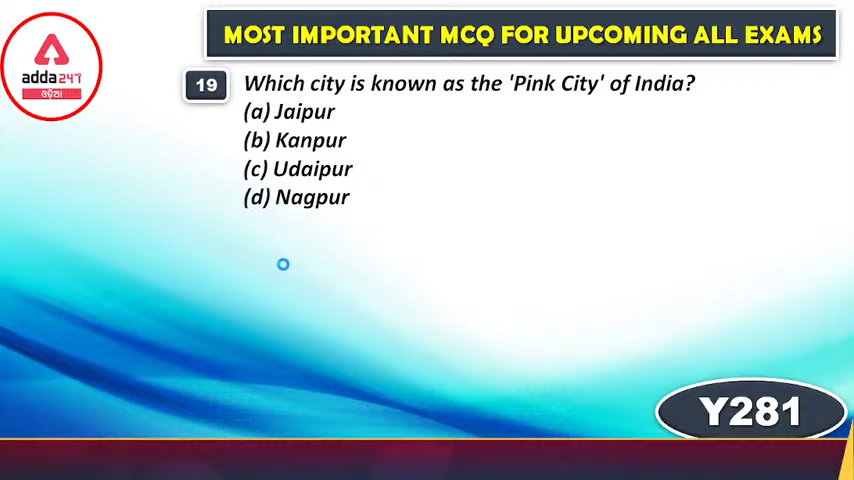 MOST IMPORTANT MCQ FOR UPCOMING ALL EXAMS
adda247
ଓଡ଼ିଆ
19 Which city is known as the 'Pink City' of India?
(a) Jaipur
(b) Kanpur
(c) Udaipur
(d) Nagpur
Y281